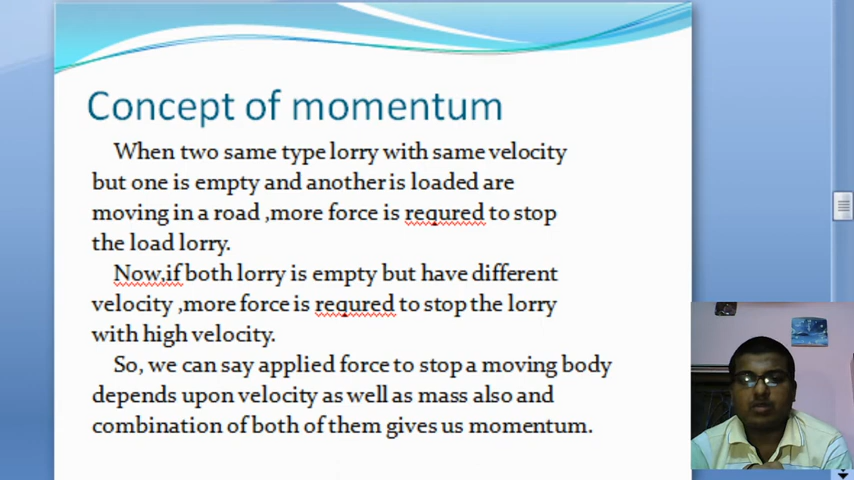 Concept of momentum
When two same type lorry with same velocity
but one is empty and another is loaded are
moving in a road ,more force is requred to stop
the load lorry.
Now,if both lorry is empty but have different
velocity ,more force is requred to stop the lorry
with high velocity.
So, we can say applied force to stop a moving body
depends upon velocity as well as mass also and
combination of both of them gives us momentum.